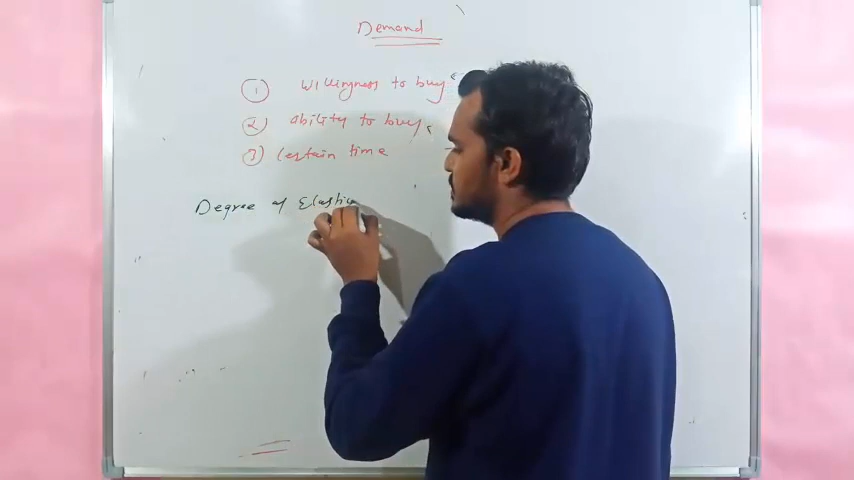 Demand
① Willingness to buy
② ability to buy
③ Certain time
Degree of Elastic